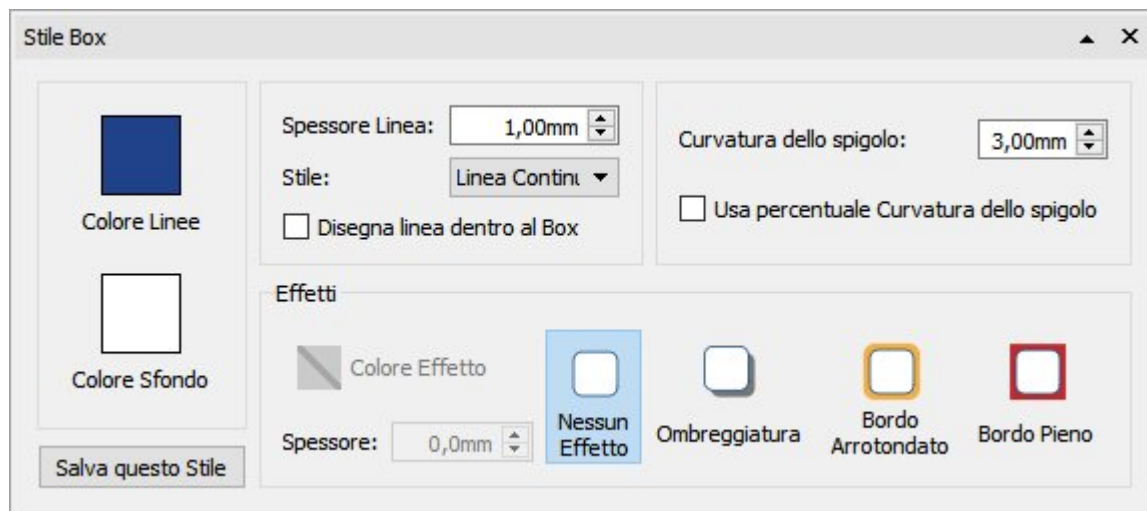 Stile Box
Colore Linee
Colore Sfondo
Salva questo Stile
Spessore Linea: 1,00mm
Stile: Linea Continu
Disegna linea dentro al Box
Curvatura dello spigolo: 3,00mm
Usa percentuale Curvatura dello spigolo
Effetti
Colore Effetto
Spessore: 0,0mm
Nessun
Effetto
Ombreggiatura
Bordo
Arrotondato
Bordo Pieno